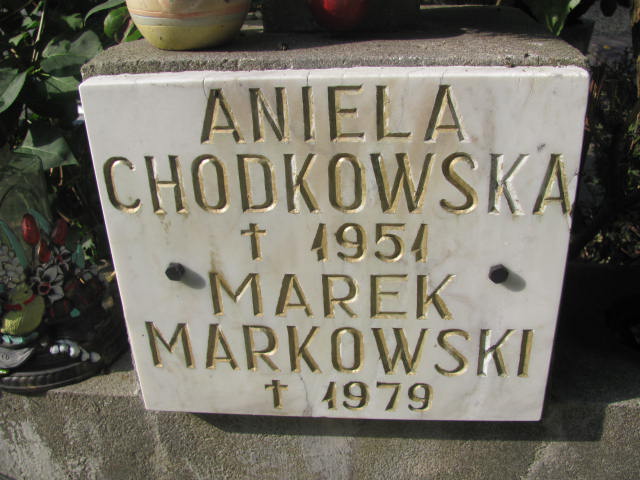 ANIELA
CHODKOWSKA
† 1951
MAREK
MARKOWSKI
† 1979